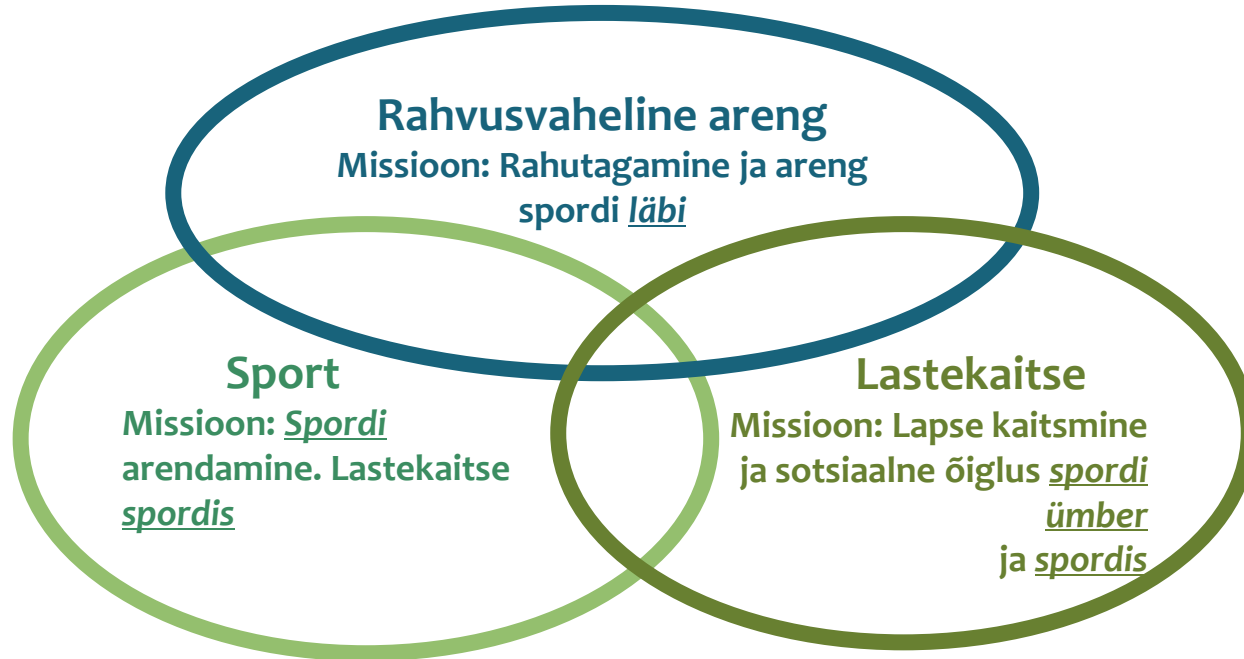 Rahvusvaheline areng
Missioon: Rahutagamine ja areng
spordi läbi
Sport
Missioon: Spordi
arendamine. Lastekaitse
spordis
Lastekaitse
Missioon: Lapse kaitsmine
ja sotsiaalne õiglus spordi
ümber
ja spordis